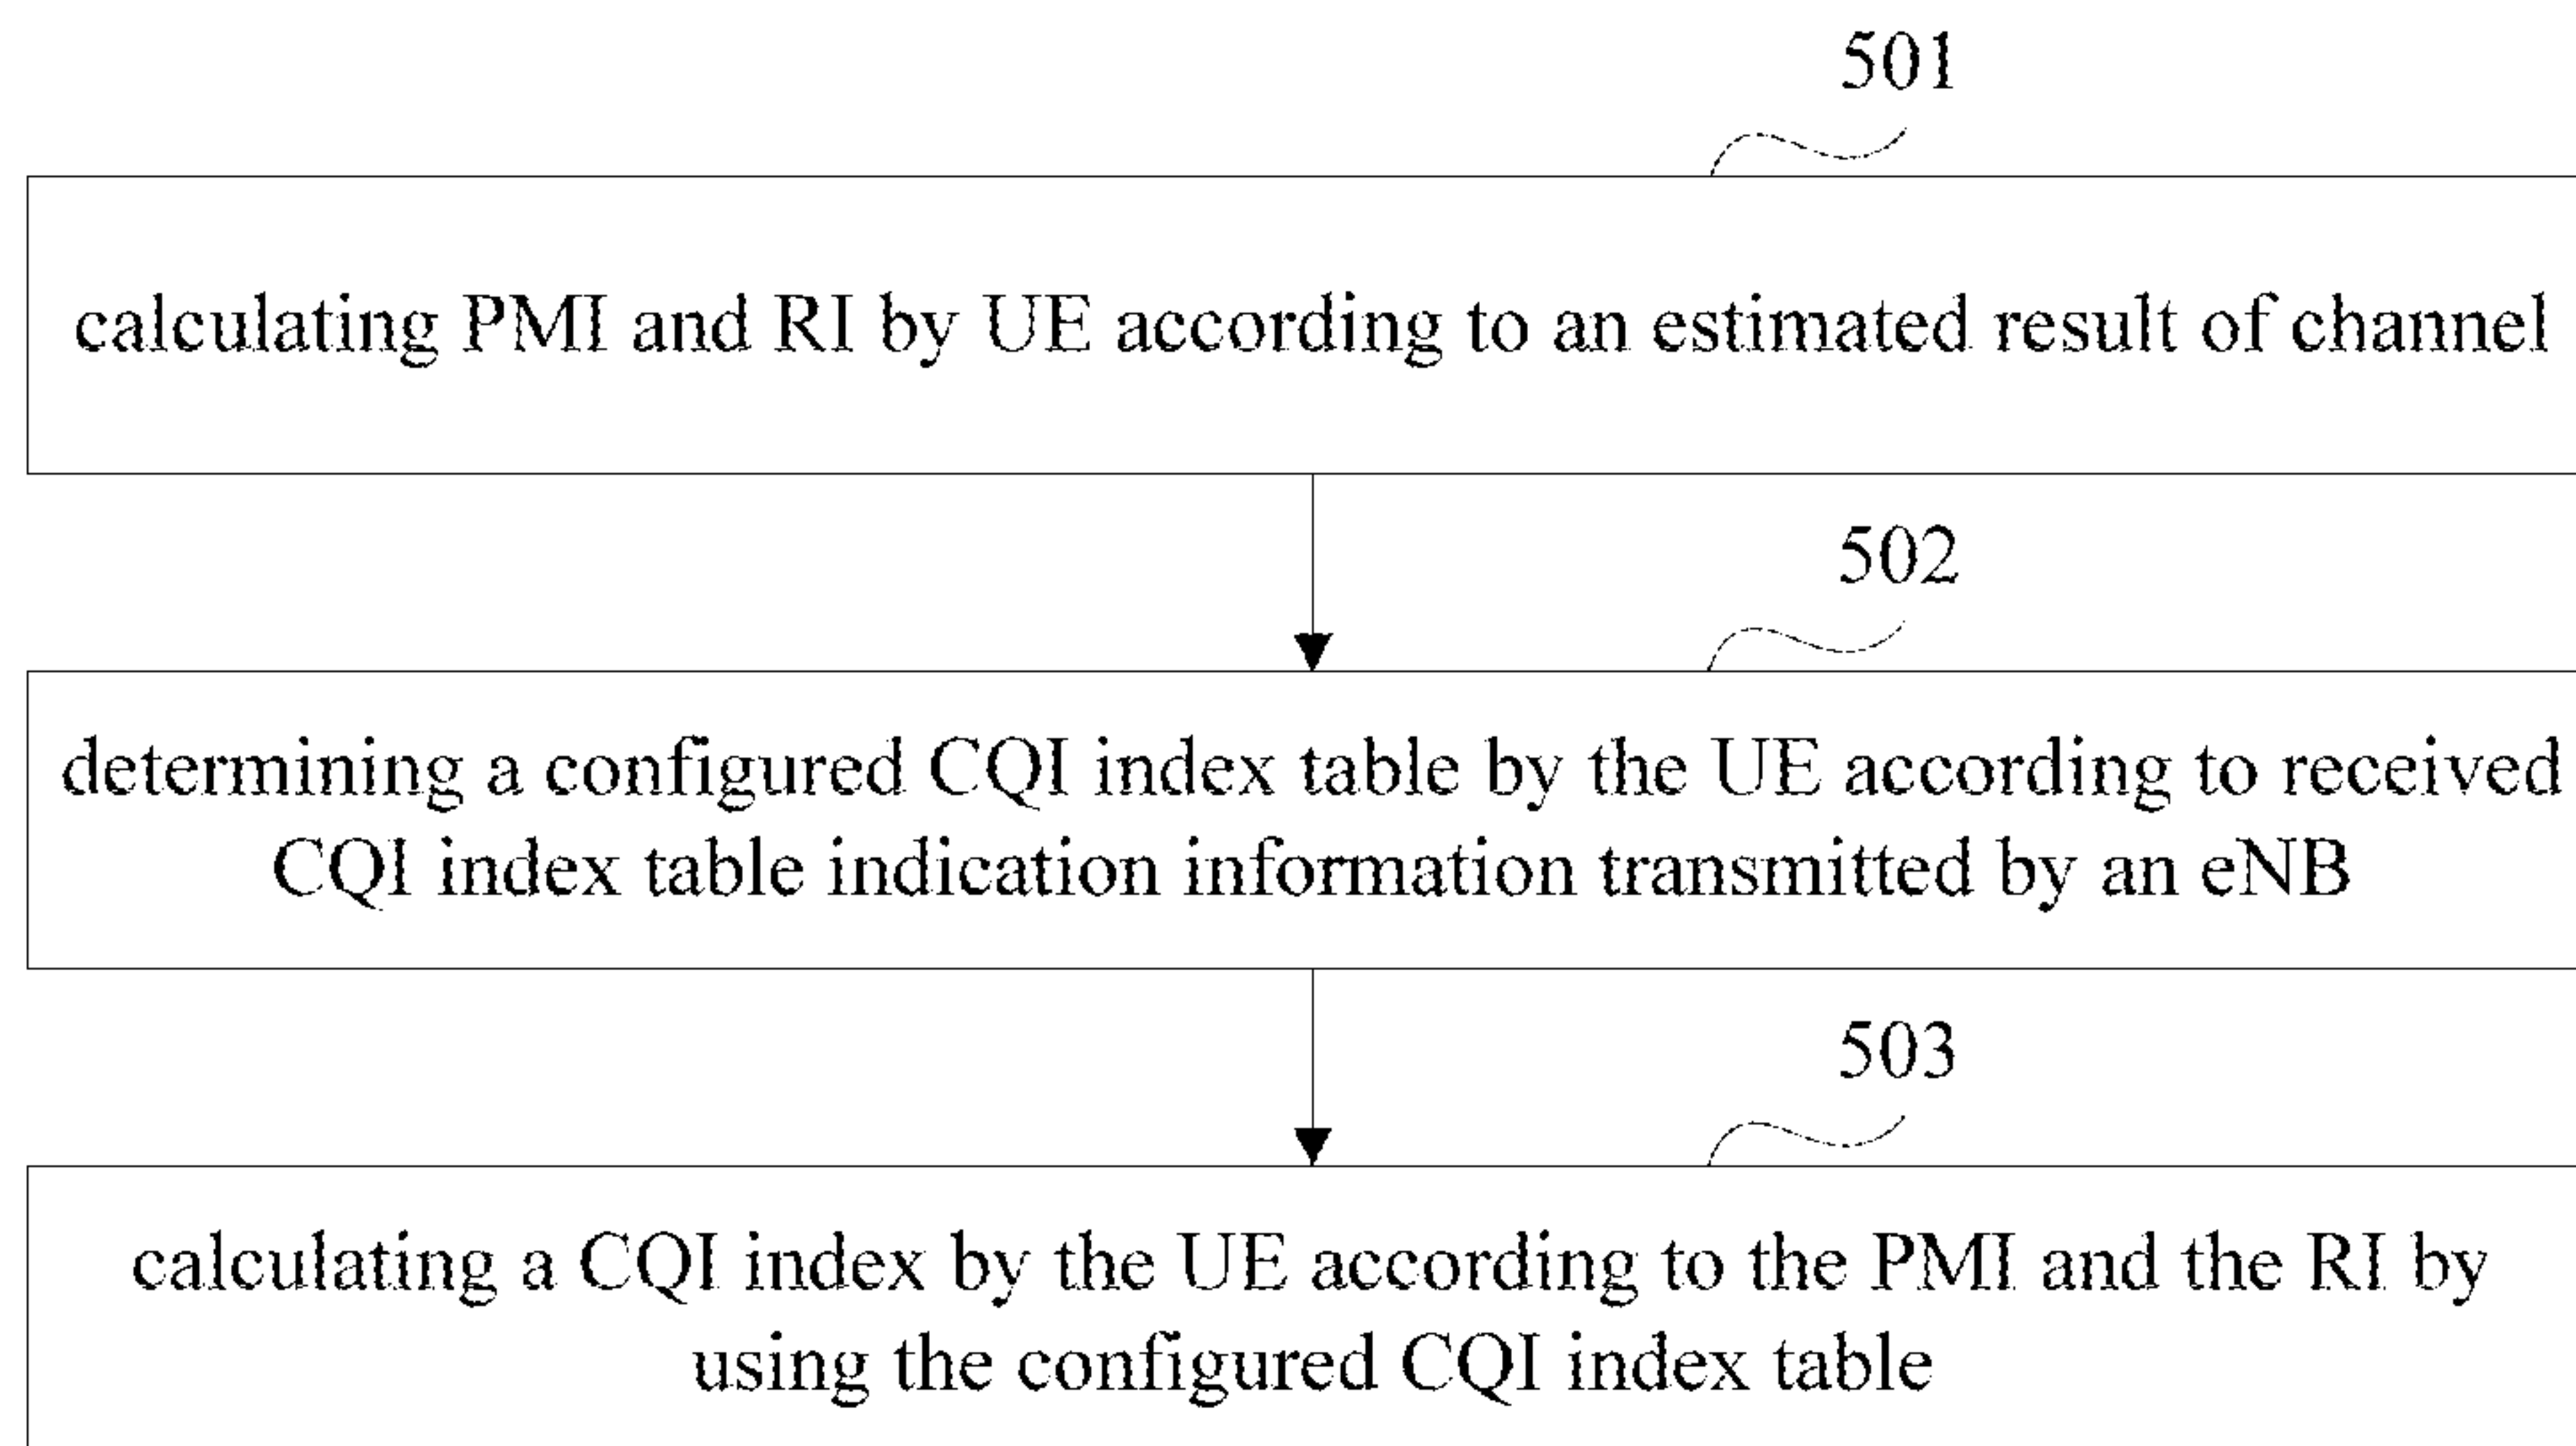 501
calculating PMI and RI by UE according to an estimated result of channel
502
determining a configured CQI index table by the UE according to received
CQI index table indication information transmitted by an eNB
503
calculating a CQI index by the UE according to the PMI and the RI by
using the configured CQI index table